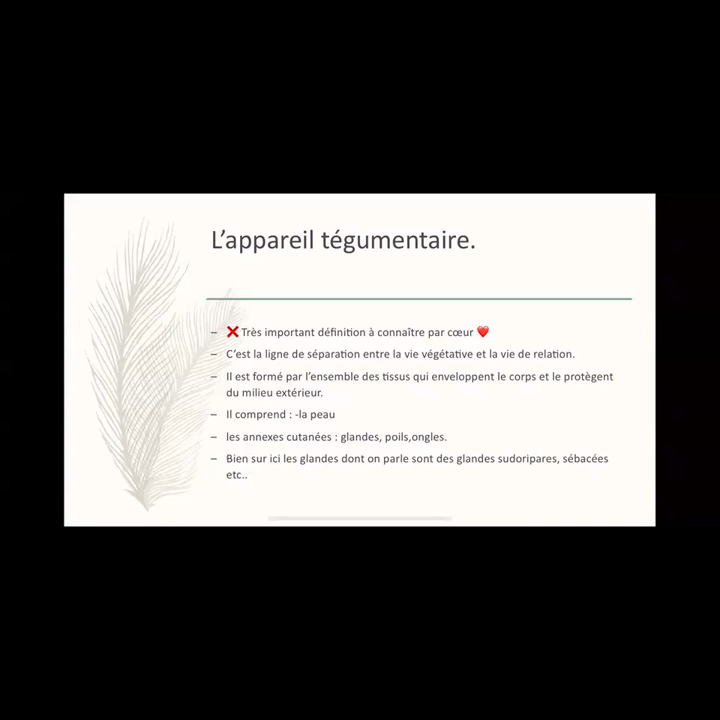 L’appareil tégumentaire.
– ❌Très important définition à connaître par cœur ❤️
– C’est la ligne de séparation entre la vie végétative et la vie de relation.
– Il est formé par l’ensemble des tissus qui enveloppent le corps et le protègent
du milieu extérieur.
– Il comprend : -la peau
– les annexes cutanées : glandes, poils,ongles.
– Bien sur ici les glandes dont on parle sont des glandes sudoripares, sébacées
etc..